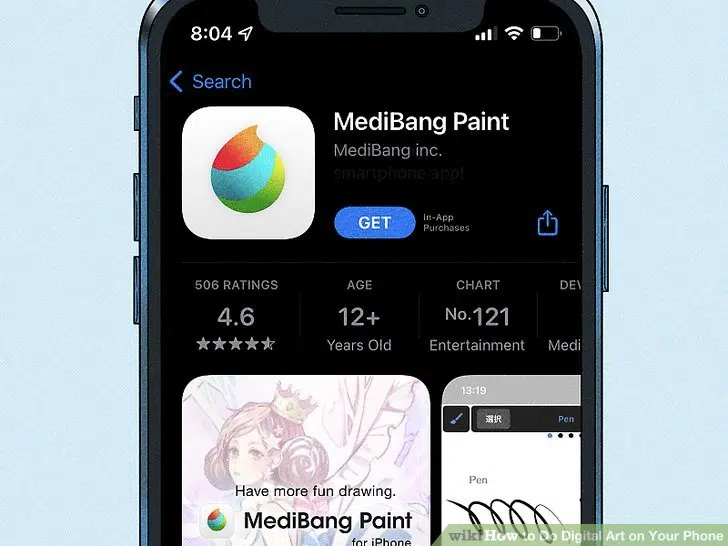 8:04
Search
MediBang Paint
MediBang inc.
smartphone app!
GET
In-App
Purchases
506 RATINGS
4.6
AGE
12+
Years Old
CHART
No.121
Entertainment
DEV
Medi
Have more fun drawing.
MediBang Paint
for iPhone
13:19
選択
Pen
Pen
wikiHow to Do Digital Art on Your Phone